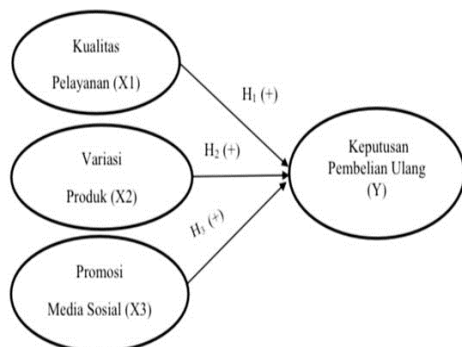 Kualitas
Pelayanan (X1)
H₁ (+)
Variasi
Produk (X2)
H₂ (+)
Keputusan
Pembelian Ulang
(Y)
H₃ (+)
Promosi
Media Sosial (X3)